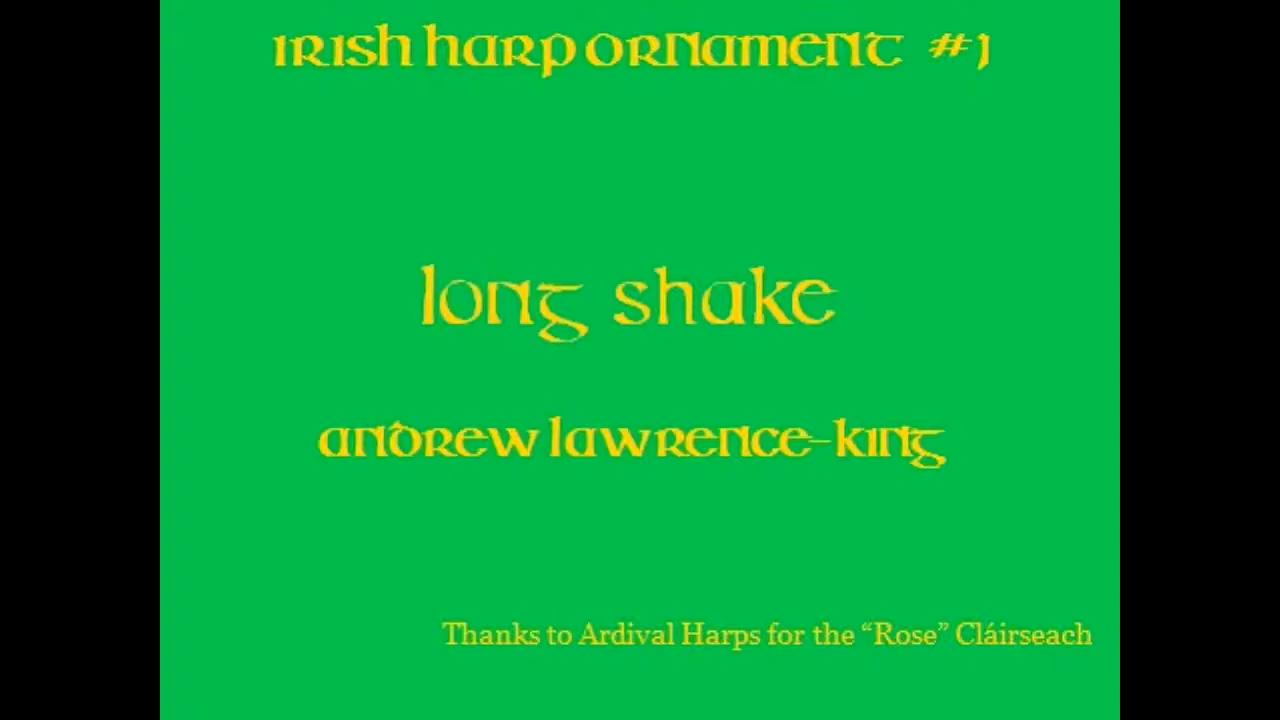 Irish Harp Ornament #1
Long Shake
Andrew Lawrence-King
Thanks to Ardival Harps for the “Rose” Cláirseach